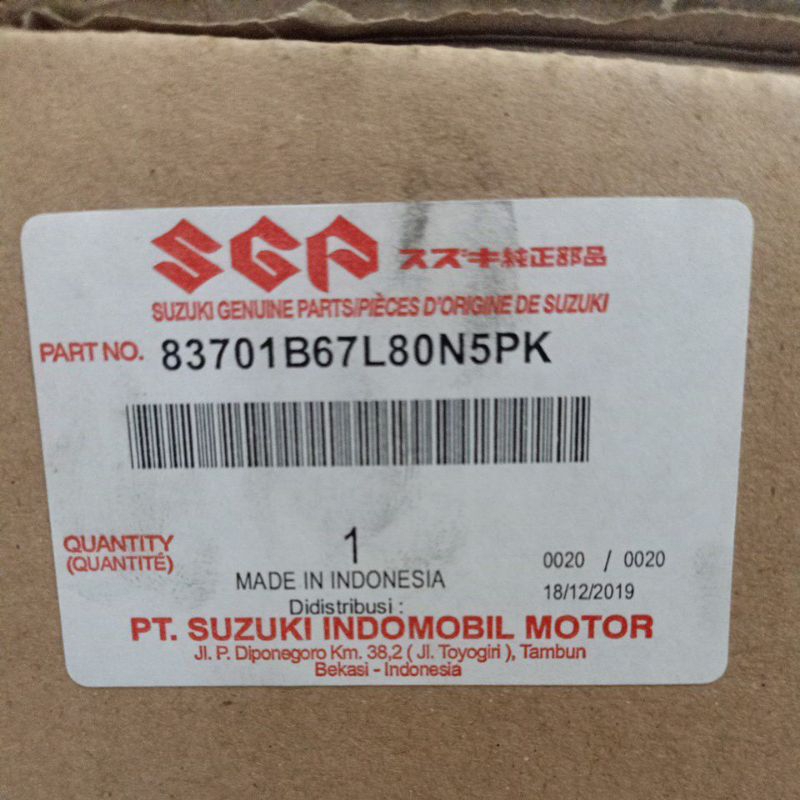 SGP スズキ純正部品
SUZUKI GENUINE PARTS/PIÈCES D'ORIGINE DE SUZUKI
PART NO. 83701B67L80N5PK
QUANTITY 1
(QUANTITÉ)
0020 / 0020
MADE IN INDONESIA
18/12/2019
Didistribusi :
PT. SUZUKI INDOMOBIL MOTOR
Jl. P. Diponegoro Km. 38,2 ( Jl. Toyogiri ), Tambun
Bekasi - Indonesia